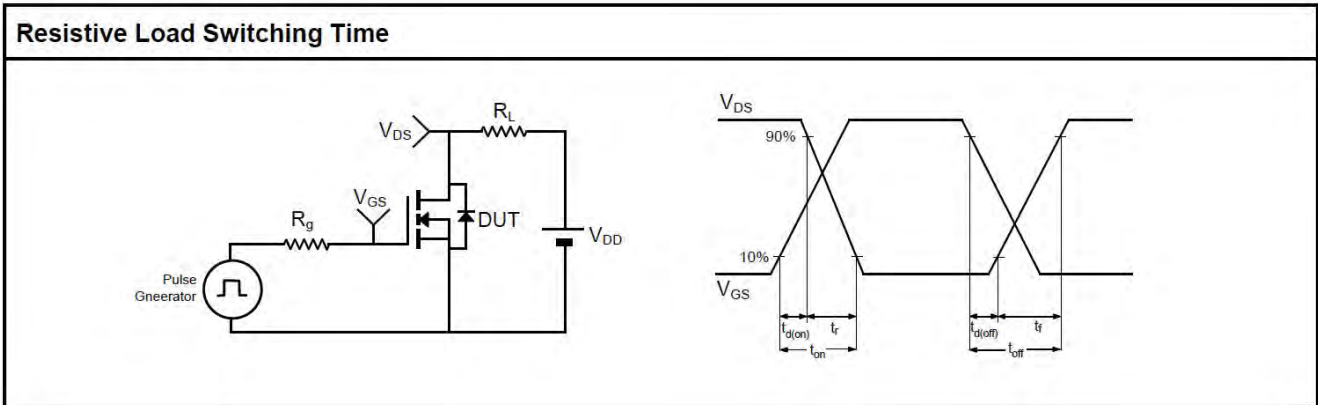 Resistive Load Switching Time
V_DS
R_L
V_GS
R_g
DUT
V_DD
Pulse
Gneerator
V_DS
90%
10%
V_GS
t_d(on)
t_r
t_d(off)
t_f
t_on
t_off